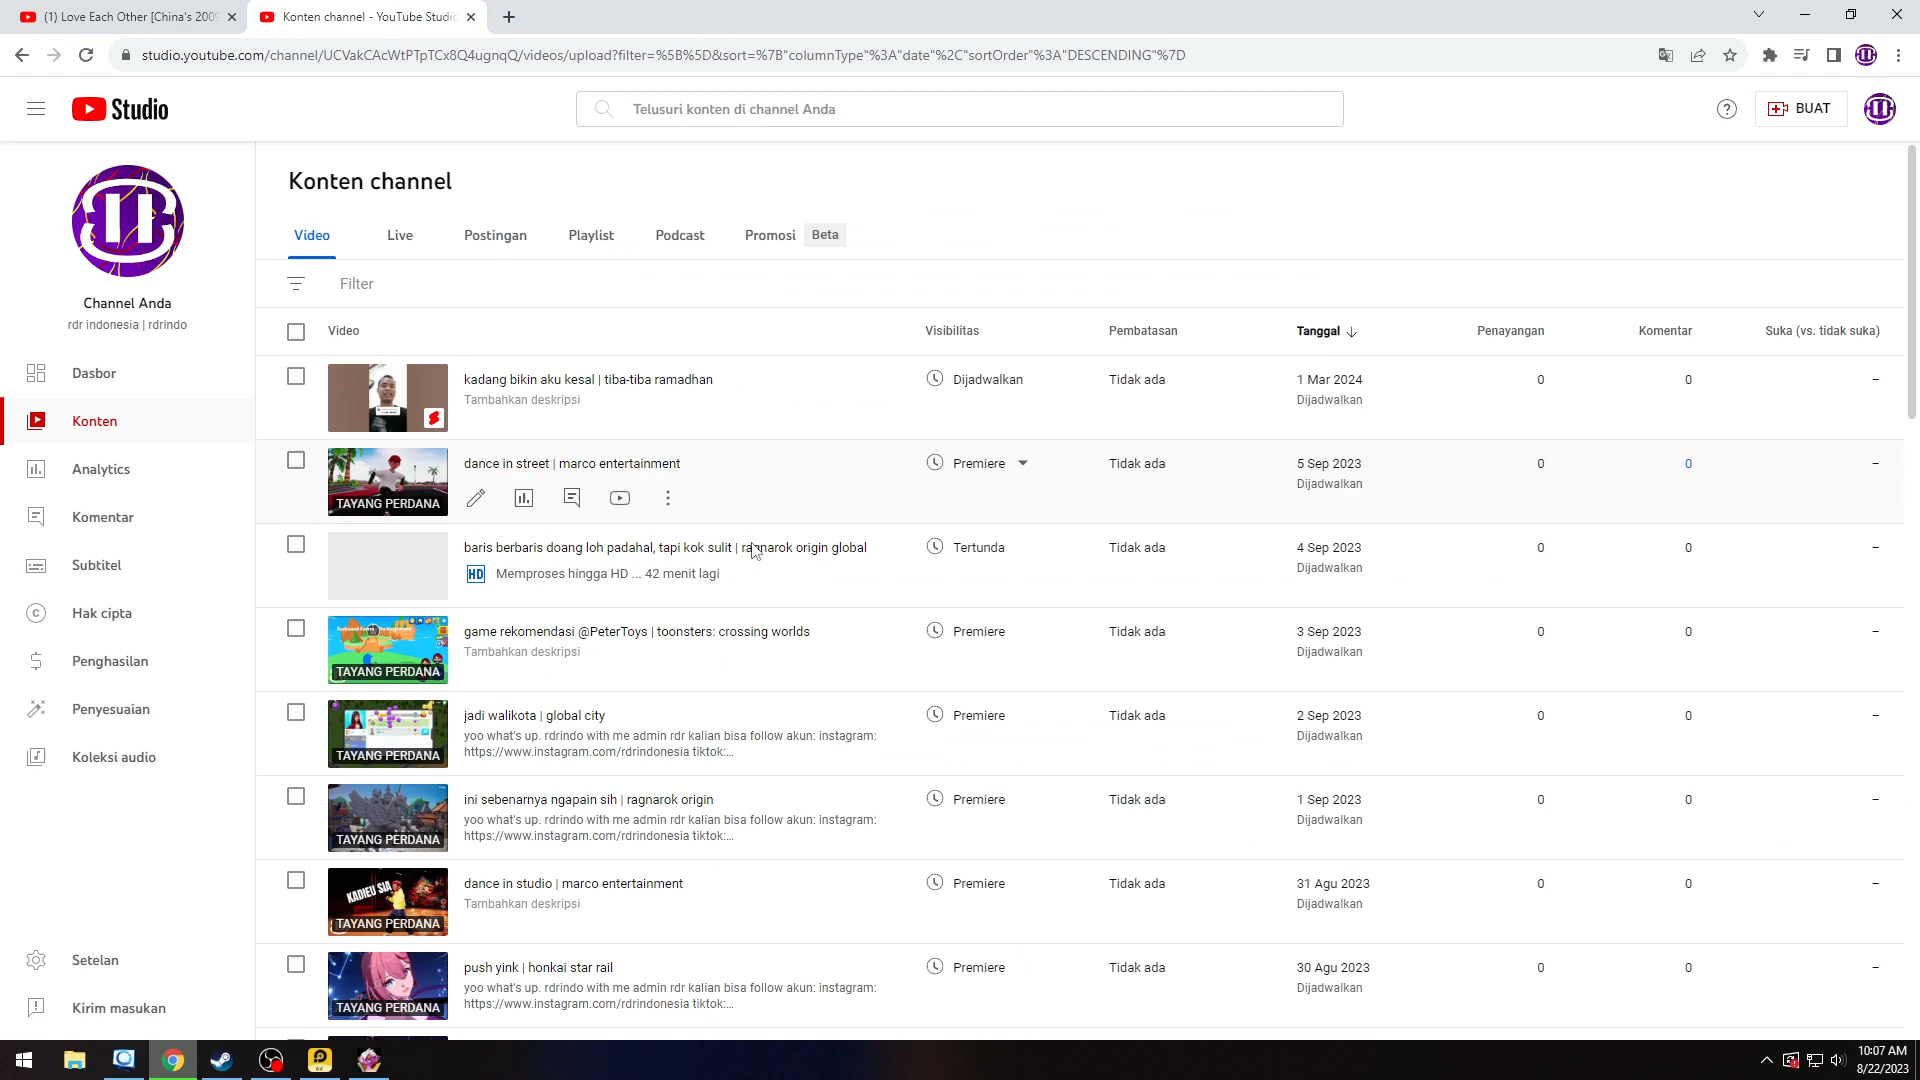 (1) Love Each Other [China's 2009
Konten channel - YouTube Studio
studio.youtube.com/channel/UCVakCAcWtPTpTCx8Q4ugnqQ/videos/upload?filter=%5B%5D&sort=%7B"columnType"%3A"date"%2C"sortOrder"%3A"DESCENDING"%7D
Studio
Telusuri konten di channel Anda
BUAT
Channel Anda
rdr indonesia | rdrindo
Dasbor
Konten
Analytics
Komentar
Subtitel
Hak cipta
Penghasilan
Penyesuaian
Koleksi audio
Setelan
Kirim masukan
Konten channel
Video Live Postingan Playlist Podcast Promosi Beta
Filter
Video Visibilitas Pembatasan Tanggal Penayangan Komentar Suka (vs. tidak suka)
kadang bikin aku kesal | tiba-tiba ramadhan Dijadwalkan Tidak ada 1 Mar 2024 0 0 –
Tambahkan deskripsi Dijadwalkan
dance in street | marco entertainment Premiere Tidak ada 5 Sep 2023 0 0 –
Dijadwalkan
TAYANG PERDANA
baris berbaris doang loh padahal, tapi kok sulit | ragnarok origin global Tertunda Tidak ada 4 Sep 2023 0 0 –
HD Memproses hingga HD ... 42 menit lagi Dijadwalkan
game rekomendasi @PeterToys | toonsters: crossing worlds Premiere Tidak ada 3 Sep 2023 0 0 –
Tambahkan deskripsi Dijadwalkan
TAYANG PERDANA
jadi walikota | global city Premiere Tidak ada 2 Sep 2023 0 0 –
yoo what's up. rdrindo with me admin rdr kalian bisa follow akun: instagram: Dijadwalkan
https://www.instagram.com/rdrindonesia tiktok:...
TAYANG PERDANA
ini sebenarnya ngapain sih | ragnarok origin Premiere Tidak ada 1 Sep 2023 0 0 –
yoo what's up. rdrindo with me admin rdr kalian bisa follow akun: instagram: Dijadwalkan
https://www.instagram.com/rdrindonesia tiktok:...
TAYANG PERDANA
dance in studio | marco entertainment Premiere Tidak ada 31 Agu 2023 0 0 –
KADIEU SIA
Tambahkan deskripsi Dijadwalkan
TAYANG PERDANA
push yink | honkai star rail Premiere Tidak ada 30 Agu 2023 0 0 –
yoo what's up. rdrindo with me admin rdr kalian bisa follow akun: instagram: Dijadwalkan
https://www.instagram.com/rdrindonesia tiktok:...
TAYANG PERDANA
10:07 AM
8/22/2023